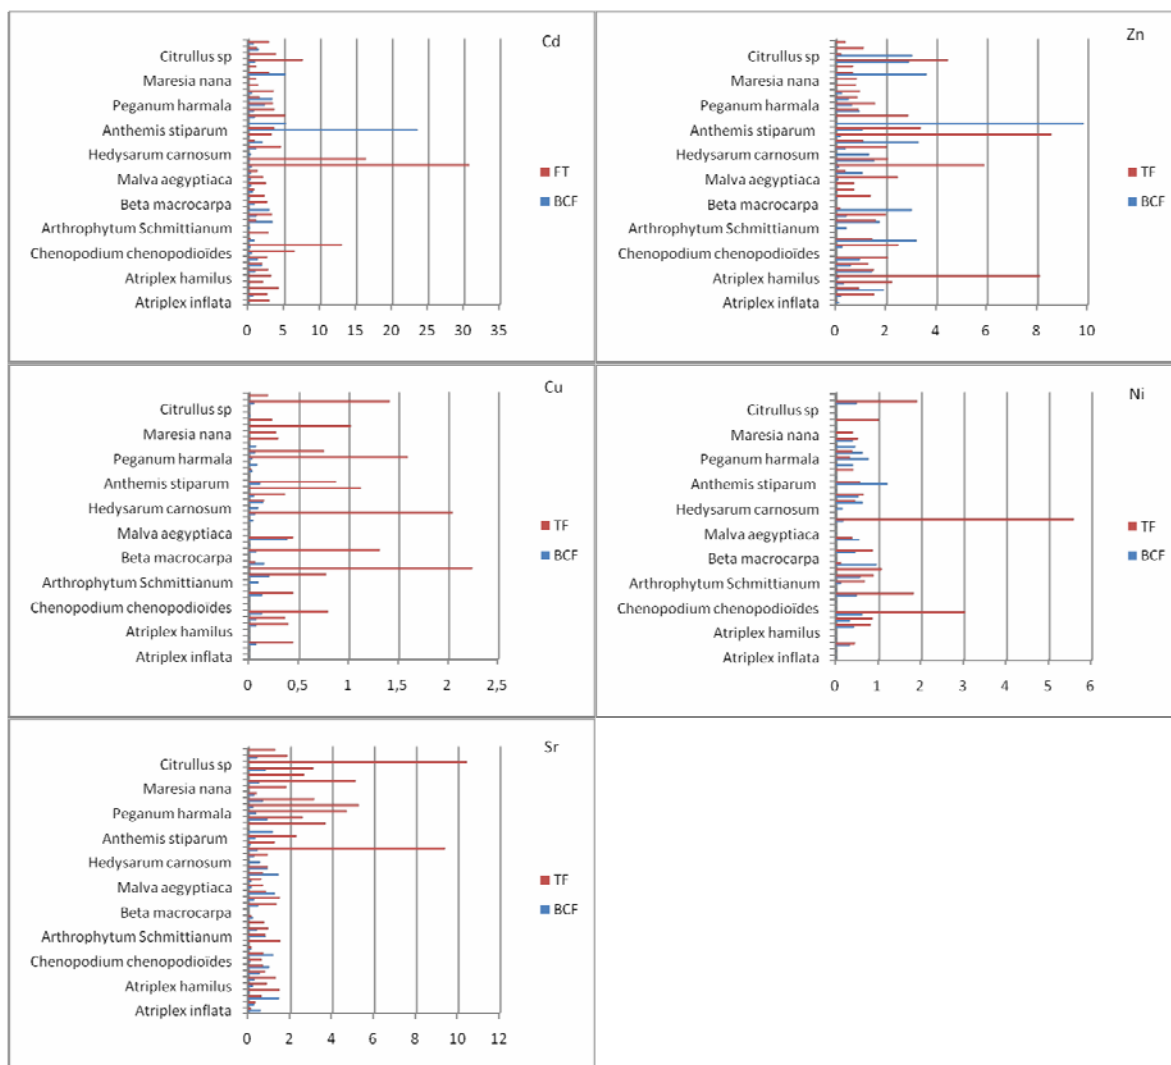 Cd
Citrullus sp
Maresia nana
Peganum harmala
Anthemis stiparum
Hedysarum carnosum
Malva aegyptiaca
Beta macrocarpa
Arthrophytum Schmittianum
Chenopodium chenopodioïdes
Atriplex hamilus
Atriplex inflata
FT
BCF
0 5 10 15 20 25 30 35
Zn
Citrullus sp
Maresia nana
Peganum harmala
Anthemis stiparum
Hedysarum carnosum
Malva aegyptiaca
Beta macrocarpa
Arthrophytum Schmittianum
Chenopodium chenopodioïdes
Atriplex hamilus
Atriplex inflata
TF
BCF
0 2 4 6 8 10
Cu
Citrullus sp
Maresia nana
Peganum harmala
Anthemis stiparum
Hedysarum carnosum
Malva aegyptiaca
Beta macrocarpa
Arthrophytum Schmittianum
Chenopodium chenopodioïdes
Atriplex hamilus
Atriplex inflata
TF
BCF
0 0,5 1 1,5 2 2,5
Ni
Citrullus sp
Maresia nana
Peganum harmala
Anthemis stiparum
Hedysarum carnosum
Malva aegyptiaca
Beta macrocarpa
Arthrophytum Schmittianum
Chenopodium chenopodioïdes
Atriplex hamilus
Atriplex inflata
TF
BCF
0 1 2 3 4 5 6
Sr
Citrullus sp
Maresia nana
Peganum harmala
Anthemis stiparum
Hedysarum carnosum
Malva aegyptiaca
Beta macrocarpa
Arthrophytum Schmittianum
Chenopodium chenopodioïdes
Atriplex hamilus
Atriplex inflata
TF
BCF
0 2 4 6 8 10 12